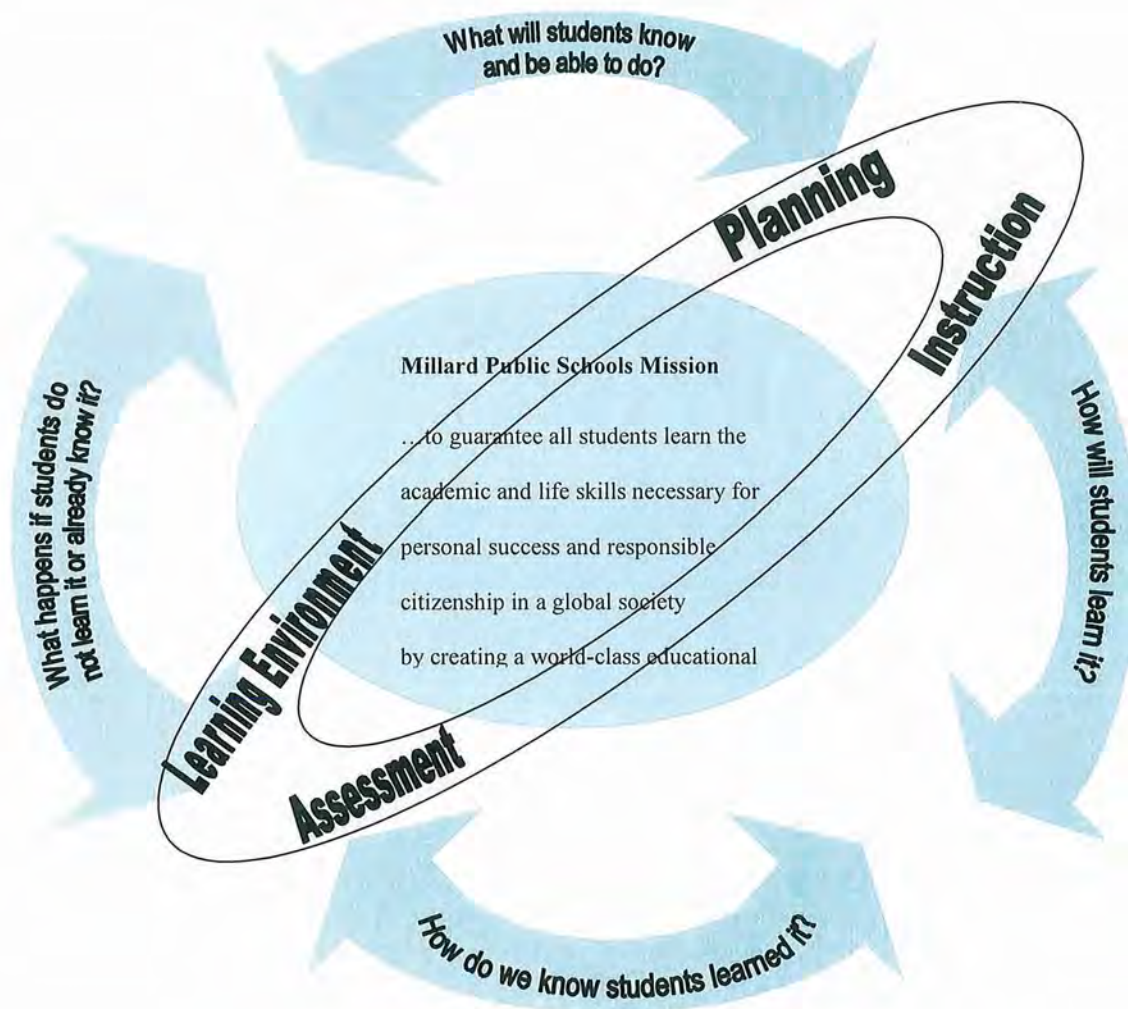 What will students know
and be able to do?
Planning
Instruction
Millard Public Schools Mission
…to guarantee all students learn the
academic and life skills necessary for
personal success and responsible
citizenship in a global society
by creating a world-class educational
How will students learn it?
What happens if students do
not learn it or already know it?
Learning Environment
Assessment
How do we know students learned it?